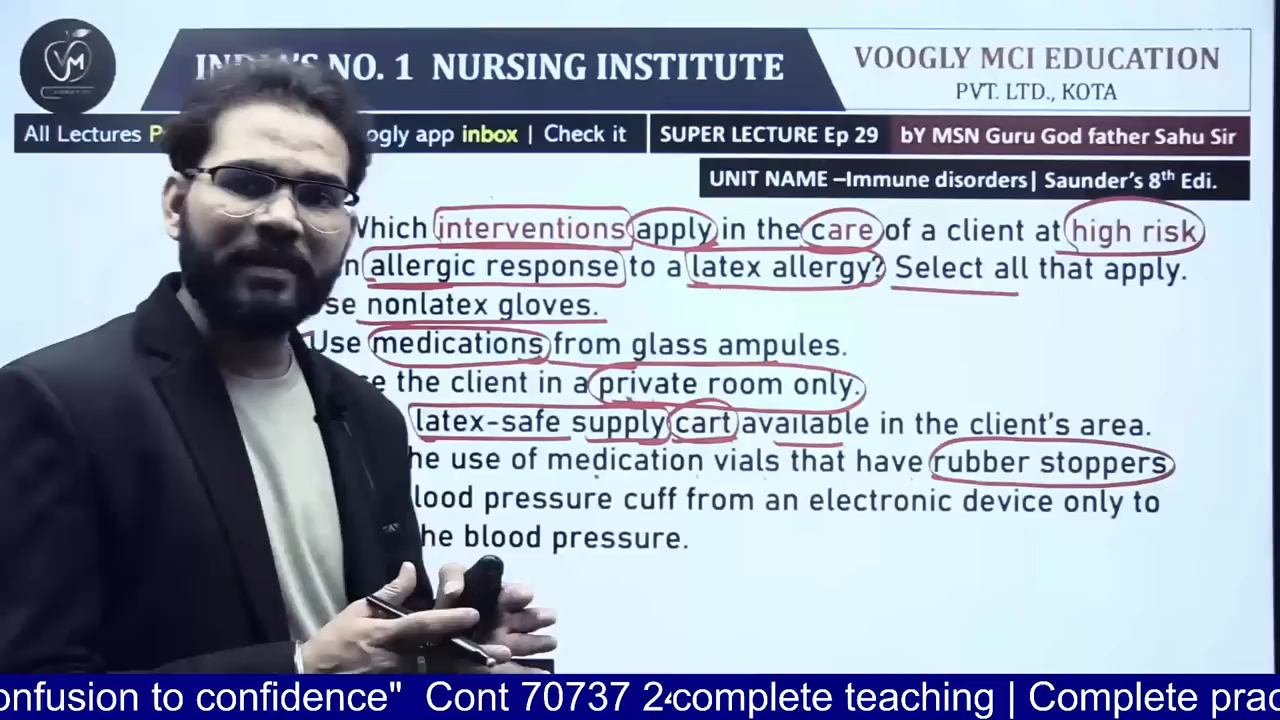 VM
INDIA'S NO. 1 NURSING INSTITUTE
VOOGLY MCI EDUCATION
PVT. LTD., KOTA
All Lectures
ogly app inbox | Check it
SUPER LECTURE Ep 29
bY MSN Guru God father Sahu Sir
UNIT NAME –Immune disorders| Saunder's 8th Edi.
Which interventions apply in the care of a client at high risk
allergic response to a latex allergy? Select all that apply.
nonlatex gloves.
Use medications from glass ampules.
the client in a private room only.
latex-safe supply cart available in the client's area.
he use of medication vials that have rubber stoppers
lood pressure cuff from an electronic device only to
he blood pressure.
onfusion to confidence" Cont 70737 2 complete teaching | Complete prac